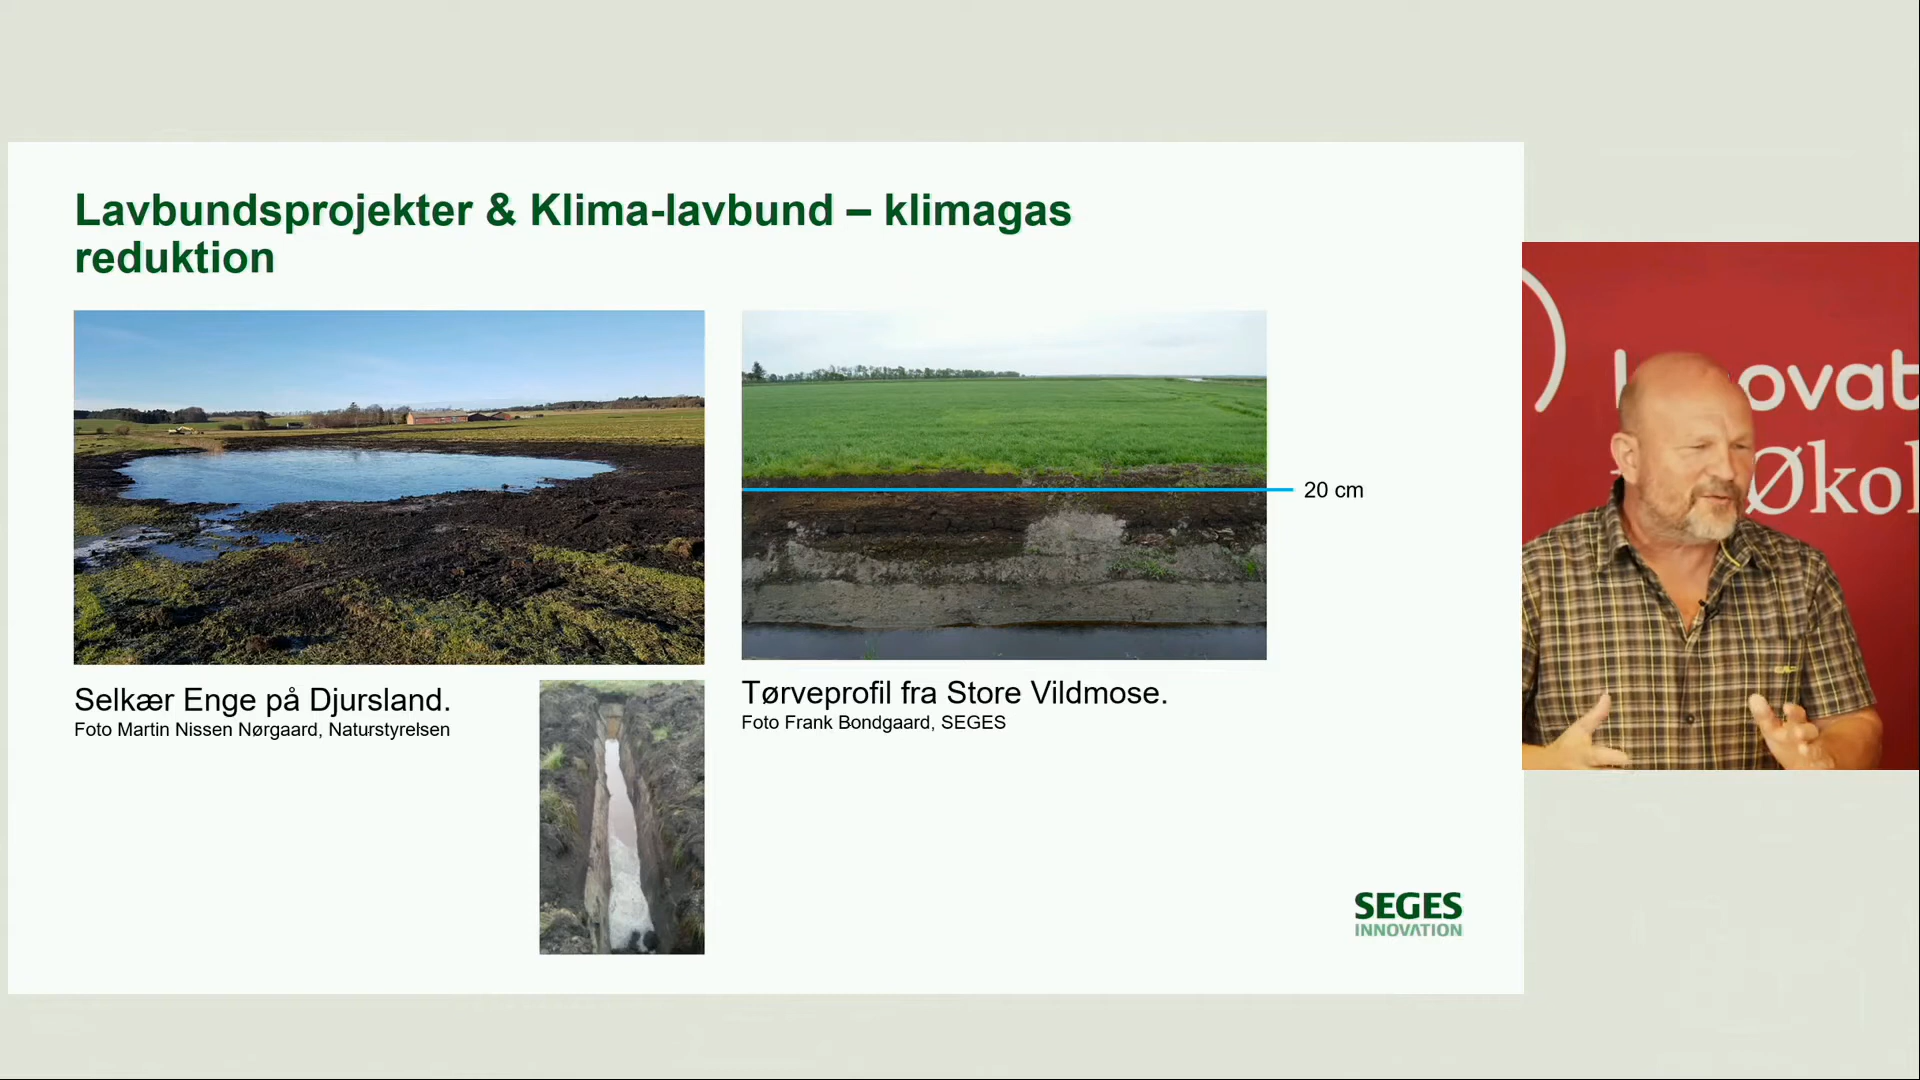 Lavbundsprojekter & Klima-lavbund – klimagas
reduktion
20 cm
Selkær Enge på Djursland.
Foto Martin Nissen Nørgaard, Naturstyrelsen
Tørveprofil fra Store Vildmose.
Foto Frank Bondgaard, SEGES
SEGES
INNOVATION